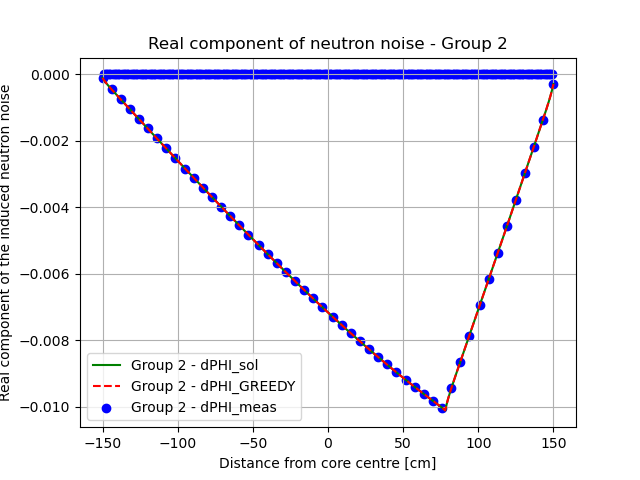 Real component of neutron noise - Group 2
Real component of the induced neutron noise
0.000
−0.002
−0.004
−0.006
−0.008
−0.010
Group 2 - dPHI_sol
Group 2 - dPHI_GREEDY
Group 2 - dPHI_meas
−150
−100
−50
0
50
100
150
Distance from core centre [cm]